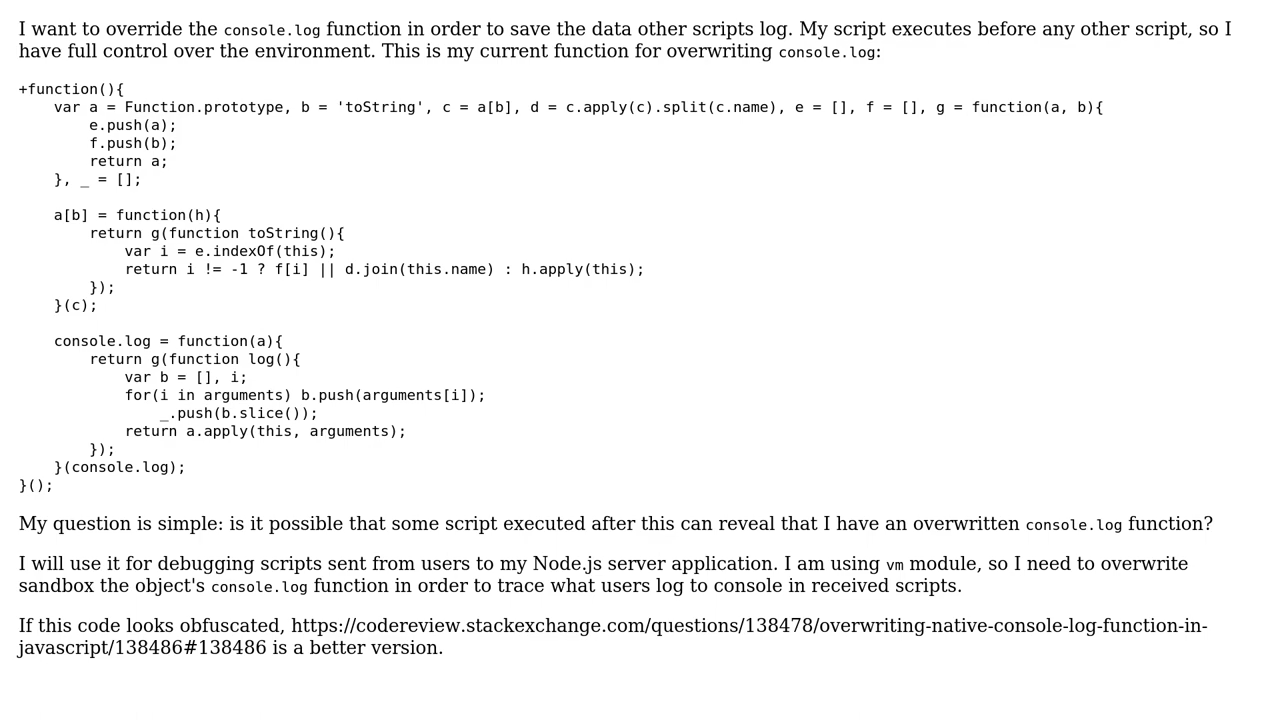 I want to override the console.log function in order to save the data other scripts log. My script executes before any other script, so I
have full control over the environment. This is my current function for overwriting console.log:
+function(){
    var a = Function.prototype, b = 'toString', c = a[b], d = c.apply(c).split(c.name), e = [], f = [], g = function(a, b){
        e.push(a);
        f.push(b);
        return a;
    }, _ = [];
    a[b] = function(h){
        return g(function toString(){
            var i = e.indexOf(this);
            return i != -1 ? f[i] || d.join(this.name) : h.apply(this);
        });
    }(c);
    console.log = function(a){
        return g(function log(){
            var b = [], i;
            for(i in arguments) b.push(arguments[i]);
                _.push(b.slice());
            return a.apply(this, arguments);
        });
    }(console.log);
}();
My question is simple: is it possible that some script executed after this can reveal that I have an overwritten console.log function?
I will use it for debugging scripts sent from users to my Node.js server application. I am using vm module, so I need to overwrite
sandbox the object's console.log function in order to trace what users log to console in received scripts.
If this code looks obfuscated, https://codereview.stackexchange.com/questions/138478/overwriting-native-console-log-function-in-
javascript/138486#138486 is a better version.